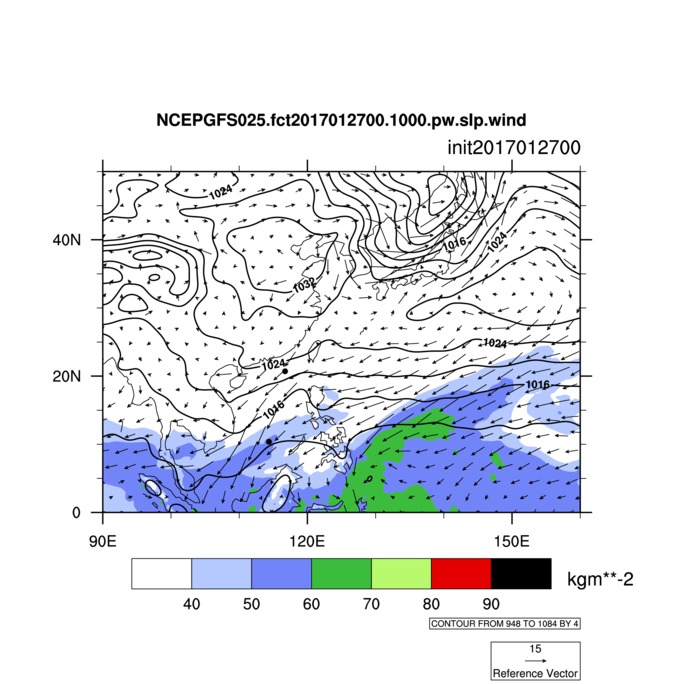 NCEPGFS025.fct2017012700.1000.pw.slp.wind
init2017012700
1024
40N
1016
1024
1032
1024
1024
20N
1016
1016
0
90E 120E 150E
kgm**-2
40 50 60 70 80 90
CONTOUR FROM 948 TO 1084 BY 4
15
Reference Vector